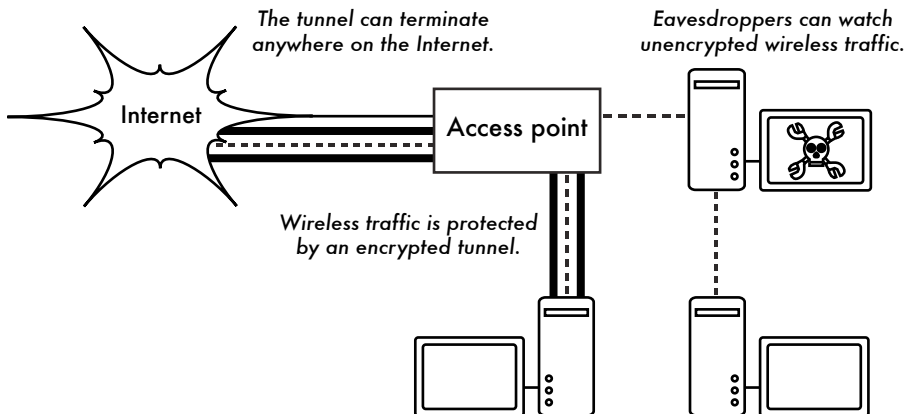 The tunnel can terminate
anywhere on the Internet.
Eavesdroppers can watch
unencrypted wireless traffic.
Internet
Access point
Wireless traffic is protected
by an encrypted tunnel.